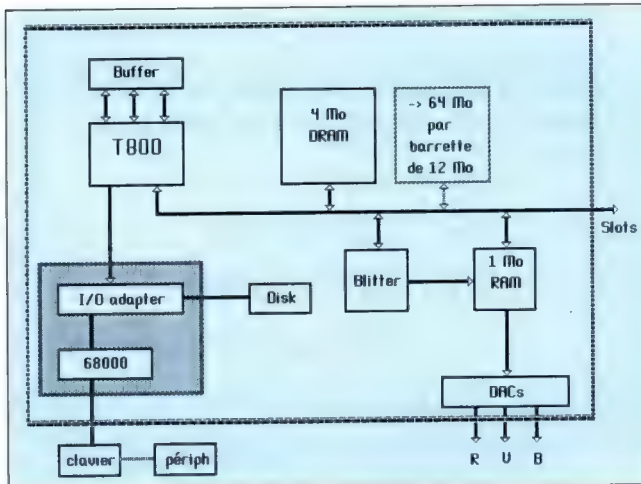 Buffer
T800
4 Mo
DRAM
-> 64 Mo
par
barrette
de 12 Mo
Slots
I/O adapter
Disk
Blitter
1 Mo
RAM
68000
DACs
clavier
périph
R V B